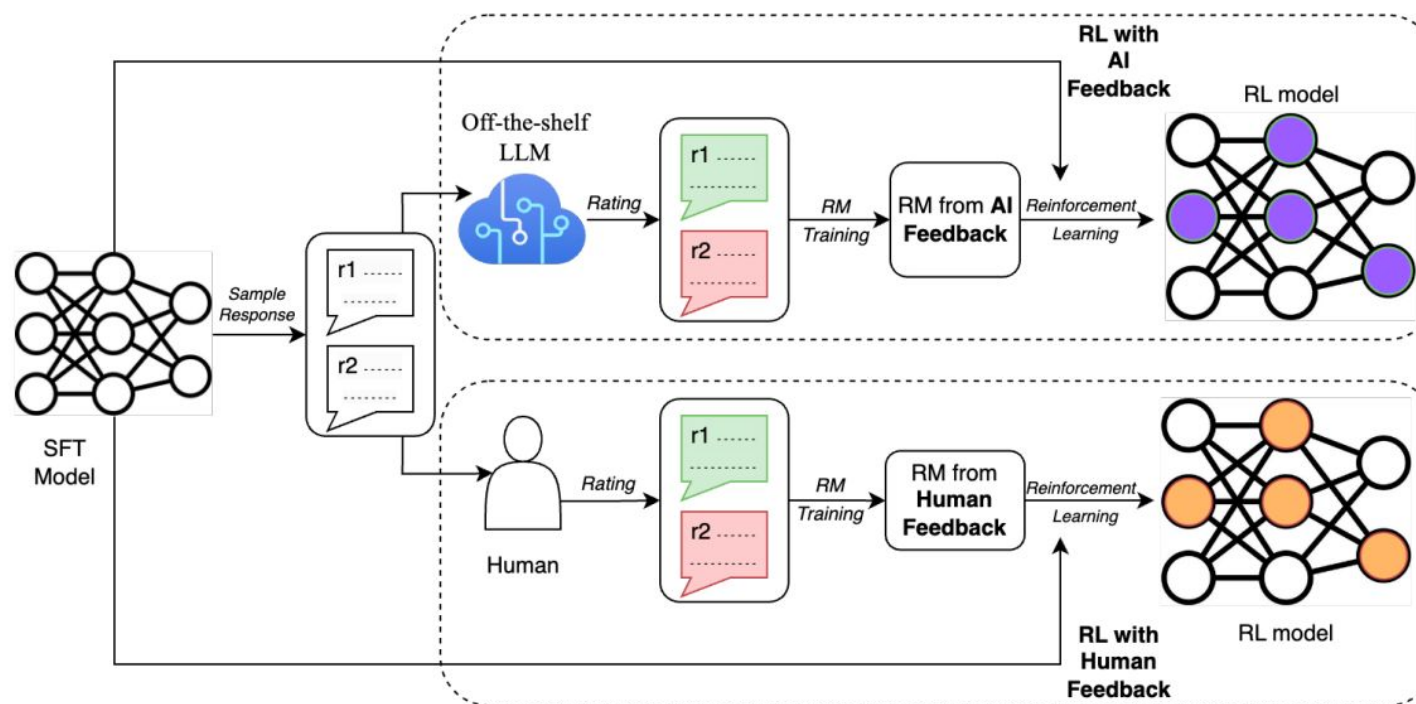 RL with
AI
Feedback
RL model
Off-the-shelf
LLM
r1 ......
............
r2 ......
............
Rating
RM
Training
RM from AI
Feedback
Reinforcement
Learning
Sample
Response
r1 ......
............
r2 ......
............
SFT
Model
Human
Rating
r1 ......
............
r2 ......
............
RM
Training
RM from
Human
Feedback
Reinforcement
Learning
RL model
RL with
Human
Feedback